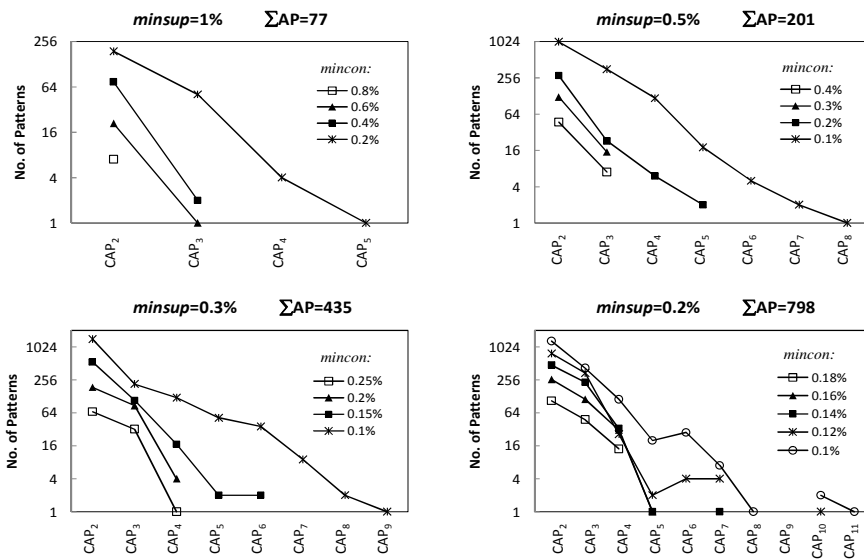 minsup=1% ∑AP=77
No. of Patterns
256
64
16
4
1
mincon:
0.8%
0.6%
0.4%
0.2%
CAP2
CAP3
CAP4
CAP5
minsup=0.5% ∑AP=201
No. of Patterns
1024
256
64
16
4
1
mincon:
0.4%
0.3%
0.2%
0.1%
CAP2
CAP3
CAP4
CAP5
CAP6
CAP7
CAP8
minsup=0.3% ∑AP=435
No. of Patterns
1024
256
64
16
4
1
mincon:
0.25%
0.2%
0.15%
0.1%
CAP2
CAP3
CAP4
CAP5
CAP6
CAP7
CAP8
CAP9
minsup=0.2% ∑AP=798
No. of Patterns
1024
256
64
16
4
1
mincon:
0.18%
0.16%
0.14%
0.12%
0.1%
CAP2
CAP3
CAP4
CAP5
CAP6
CAP7
CAP8
CAP9
CAP10
CAP11